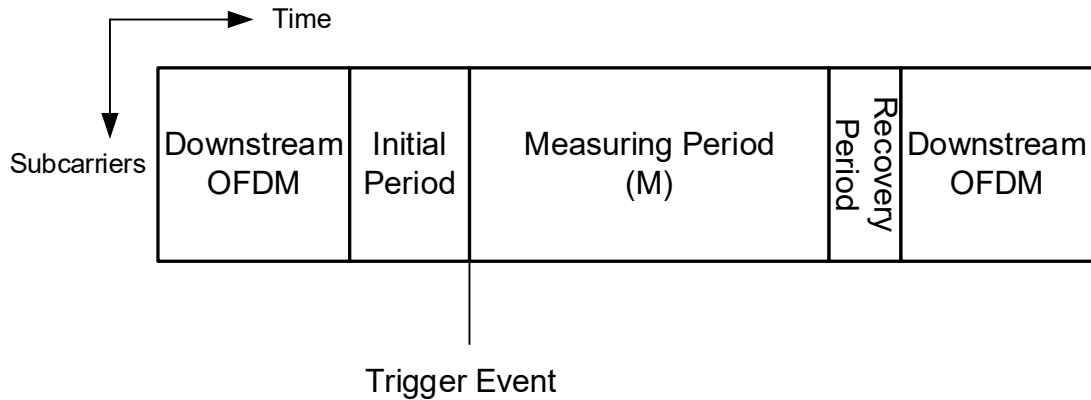 Time
Subcarriers
Downstream
OFDM
Initial
Period
Measuring Period
(M)
Recovery
Period
Downstream
OFDM
Trigger Event